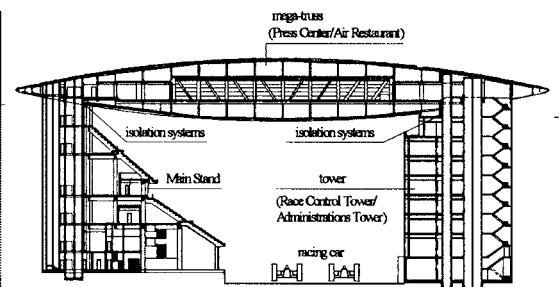 mega-truss
(Press Center/Air Restaurant)
isolation systems
isolation systems
Main Stand
tower
(Race Control Tower/
Administrations Tower)
racing car